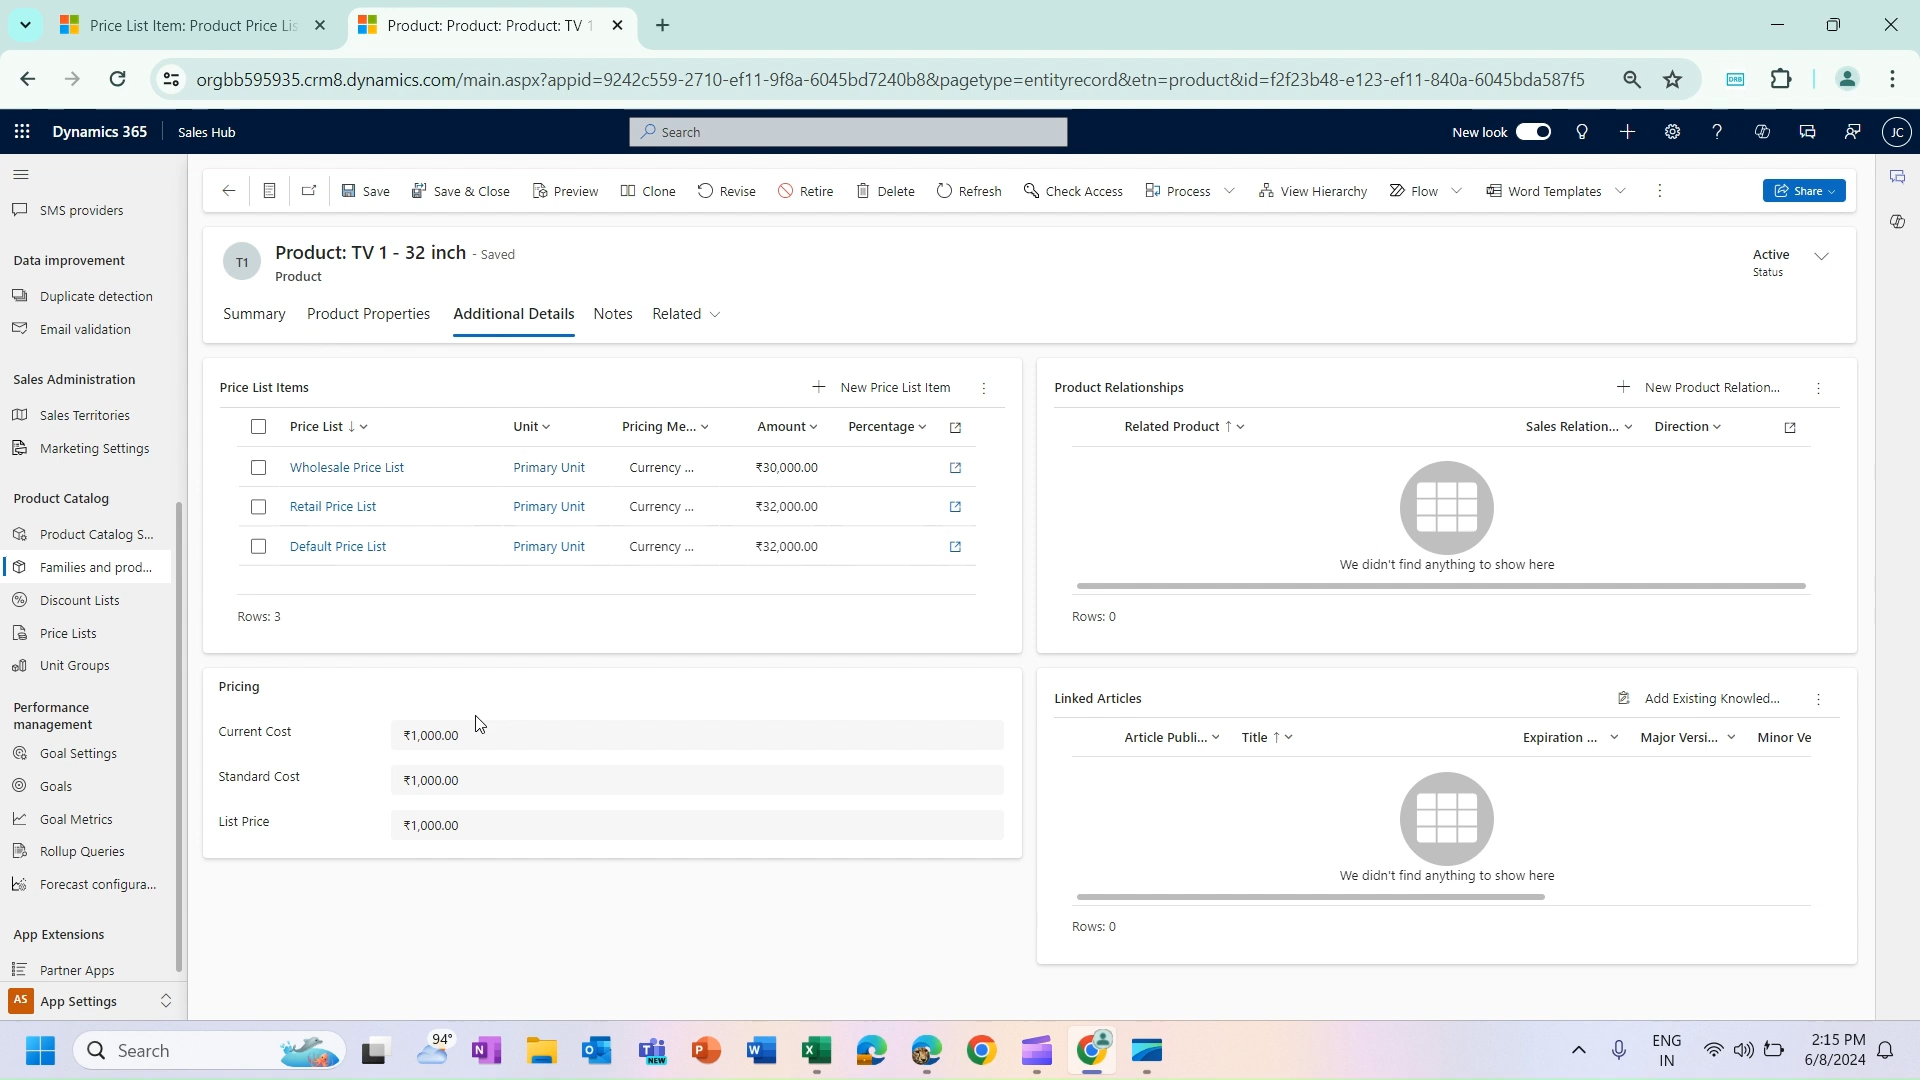 Price List Item: Product Price Lis
Product: Product: Product: TV 1
orgbb595935.crm8.dynamics.com/main.aspx?appid=9242c559-2710-ef11-9f8a-6045bd7240b8&pagetype=entityrecord&etn=product&id=f2f23b48-e123-ef11-840a-6045bda587f5
DRB
Dynamics 365
Sales Hub
Search
New look
JC
Save
Save & Close
Preview
Clone
Revise
Retire
Delete
Refresh
Check Access
Process
View Hierarchy
Flow
Word Templates
Share
SMS providers
Data improvement
Duplicate detection
Email validation
Sales Administration
Sales Territories
Marketing Settings
Product Catalog
Product Catalog S...
Families and prod...
Discount Lists
Price Lists
Unit Groups
Performance
management
Goal Settings
Goals
Goal Metrics
Rollup Queries
Forecast configura...
App Extensions
Partner Apps
AS App Settings
T1
Product: TV 1 - 32 inch - Saved
Product
Active
Status
Summary
Product Properties
Additional Details
Notes
Related
Price List Items
New Price List Item
Price List
Unit
Pricing Me...
Amount
Percentage
Wholesale Price List
Primary Unit
Currency ...
₹30,000.00
Retail Price List
Primary Unit
Currency ...
₹32,000.00
Default Price List
Primary Unit
Currency ...
₹32,000.00
Rows: 3
Product Relationships
New Product Relation...
Related Product
Sales Relation...
Direction
We didn't find anything to show here
Rows: 0
Pricing
Current Cost
₹1,000.00
Standard Cost
₹1,000.00
List Price
₹1,000.00
Linked Articles
Add Existing Knowled...
Article Publi...
Title
Expiration ...
Major Versi...
Minor Ve
We didn't find anything to show here
Rows: 0
Search
94°
NEW
ENG
IN
2:15 PM
6/8/2024